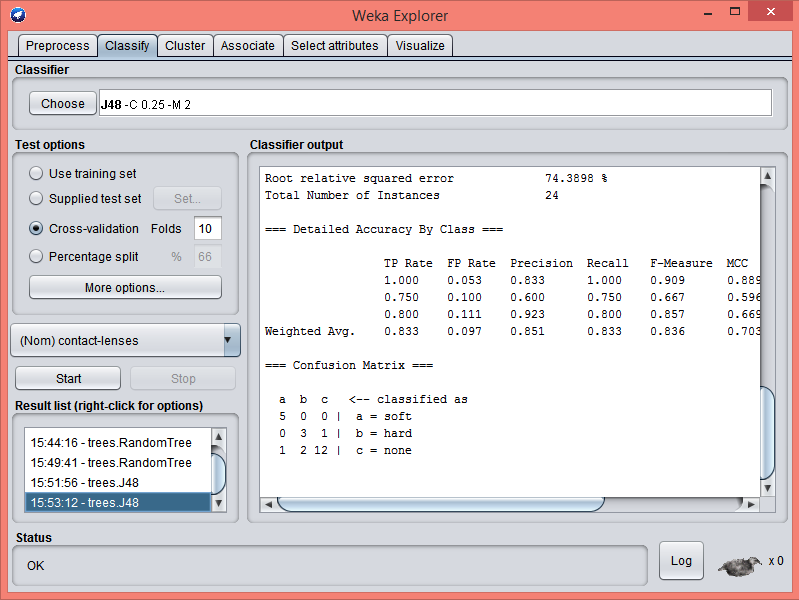 Weka Explorer
Preprocess Classify Cluster Associate Select attributes Visualize
Classifier
Choose J48 -C 0.25 -M 2
Test options
Use training set
Supplied test set Set...
Cross-validation Folds 10
Percentage split % 66
More options...
(Nom) contact-lenses
Start Stop
Result list (right-click for options)
15:44:16 - trees.RandomTree
15:49:41 - trees.RandomTree
15:51:56 - trees.J48
15:53:12 - trees.J48
Classifier output
Root relative squared error 74.3898 %
Total Number of Instances 24
=== Detailed Accuracy By Class ===
TP Rate FP Rate Precision Recall F-Measure MCC
1.000 0.053 0.833 1.000 0.909 0.889
0.750 0.100 0.600 0.750 0.667 0.596
0.800 0.111 0.923 0.800 0.857 0.669
Weighted Avg. 0.833 0.097 0.851 0.833 0.836 0.703
=== Confusion Matrix ===
a b c <-- classified as
5 0 0 | a = soft
0 3 1 | b = hard
1 2 12 | c = none
Status
OK
Log
x 0